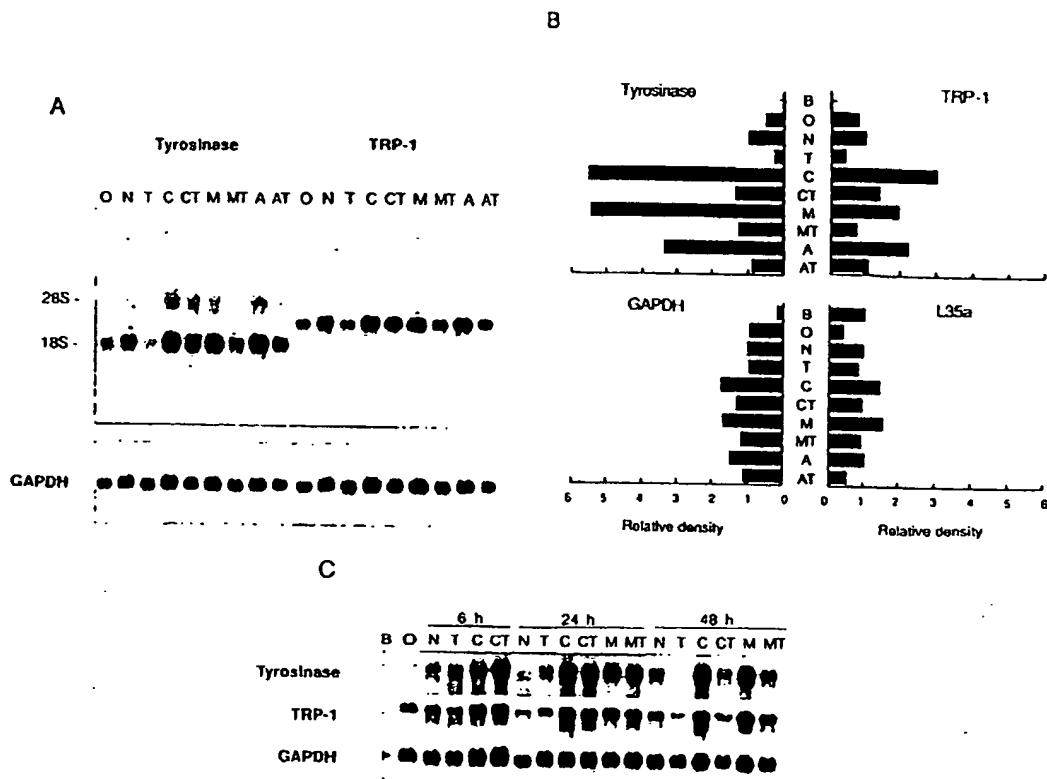 B
A
Tyrosinase TRP-1
O N T C CT M MT A AT O N T C CT M MT A AT
28S -
18S -
GAPDH
Tyrosinase TRP-1
B
O
N
T
C
CT
M
MT
A
AT
GAPDH L35a
B
O
N
T
C
CT
M
MT
A
AT
6 5 4 3 2 1 0 0 1 2 3 4 5 6
Relative density Relative density
C
6 h 24 h 48 h
B O N T C CT N T C CT M MT N T C CT M MT
Tyrosinase
TRP-1
GAPDH